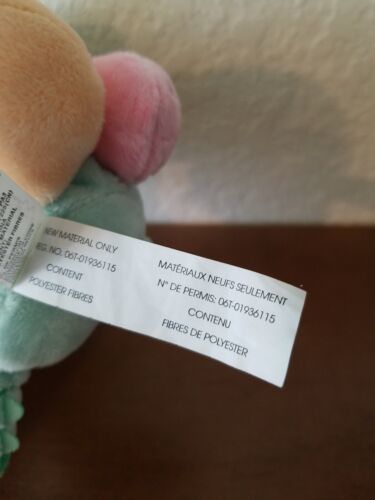 NEW MATERIAL ONLY
REG. NO. 06T-01936115
CONTENT
POLYESTER FIBRES
MATÉRIAUX NEUFS SEULEMENT
N° DE PERMIS: 06T-01936115
CONTENU
FIBRES DE POLYESTER